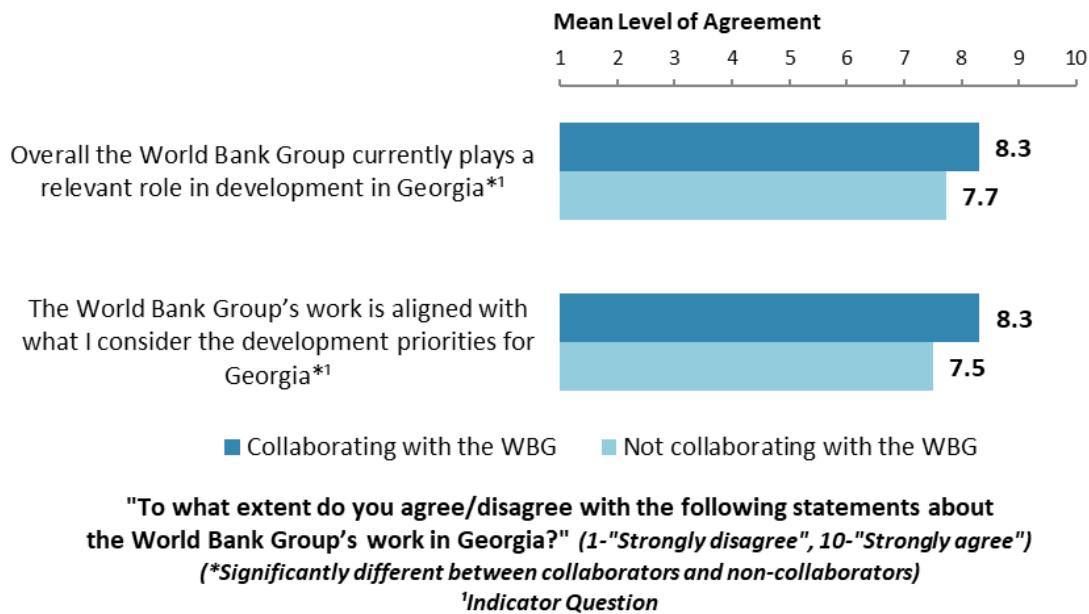 Mean Level of Agreement
1 2 3 4 5 6 7 8 9 10
Overall the World Bank Group currently plays a
relevant role in development in Georgia*¹
8.3
7.7
The World Bank Group’s work is aligned with
what I consider the development priorities for
Georgia*¹
8.3
7.5
Collaborating with the WBG Not collaborating with the WBG
"To what extent do you agree/disagree with the following statements about
the World Bank Group’s work in Georgia?" (1-"Strongly disagree", 10-"Strongly agree")
(*Significantly different between collaborators and non-collaborators)
¹Indicator Question